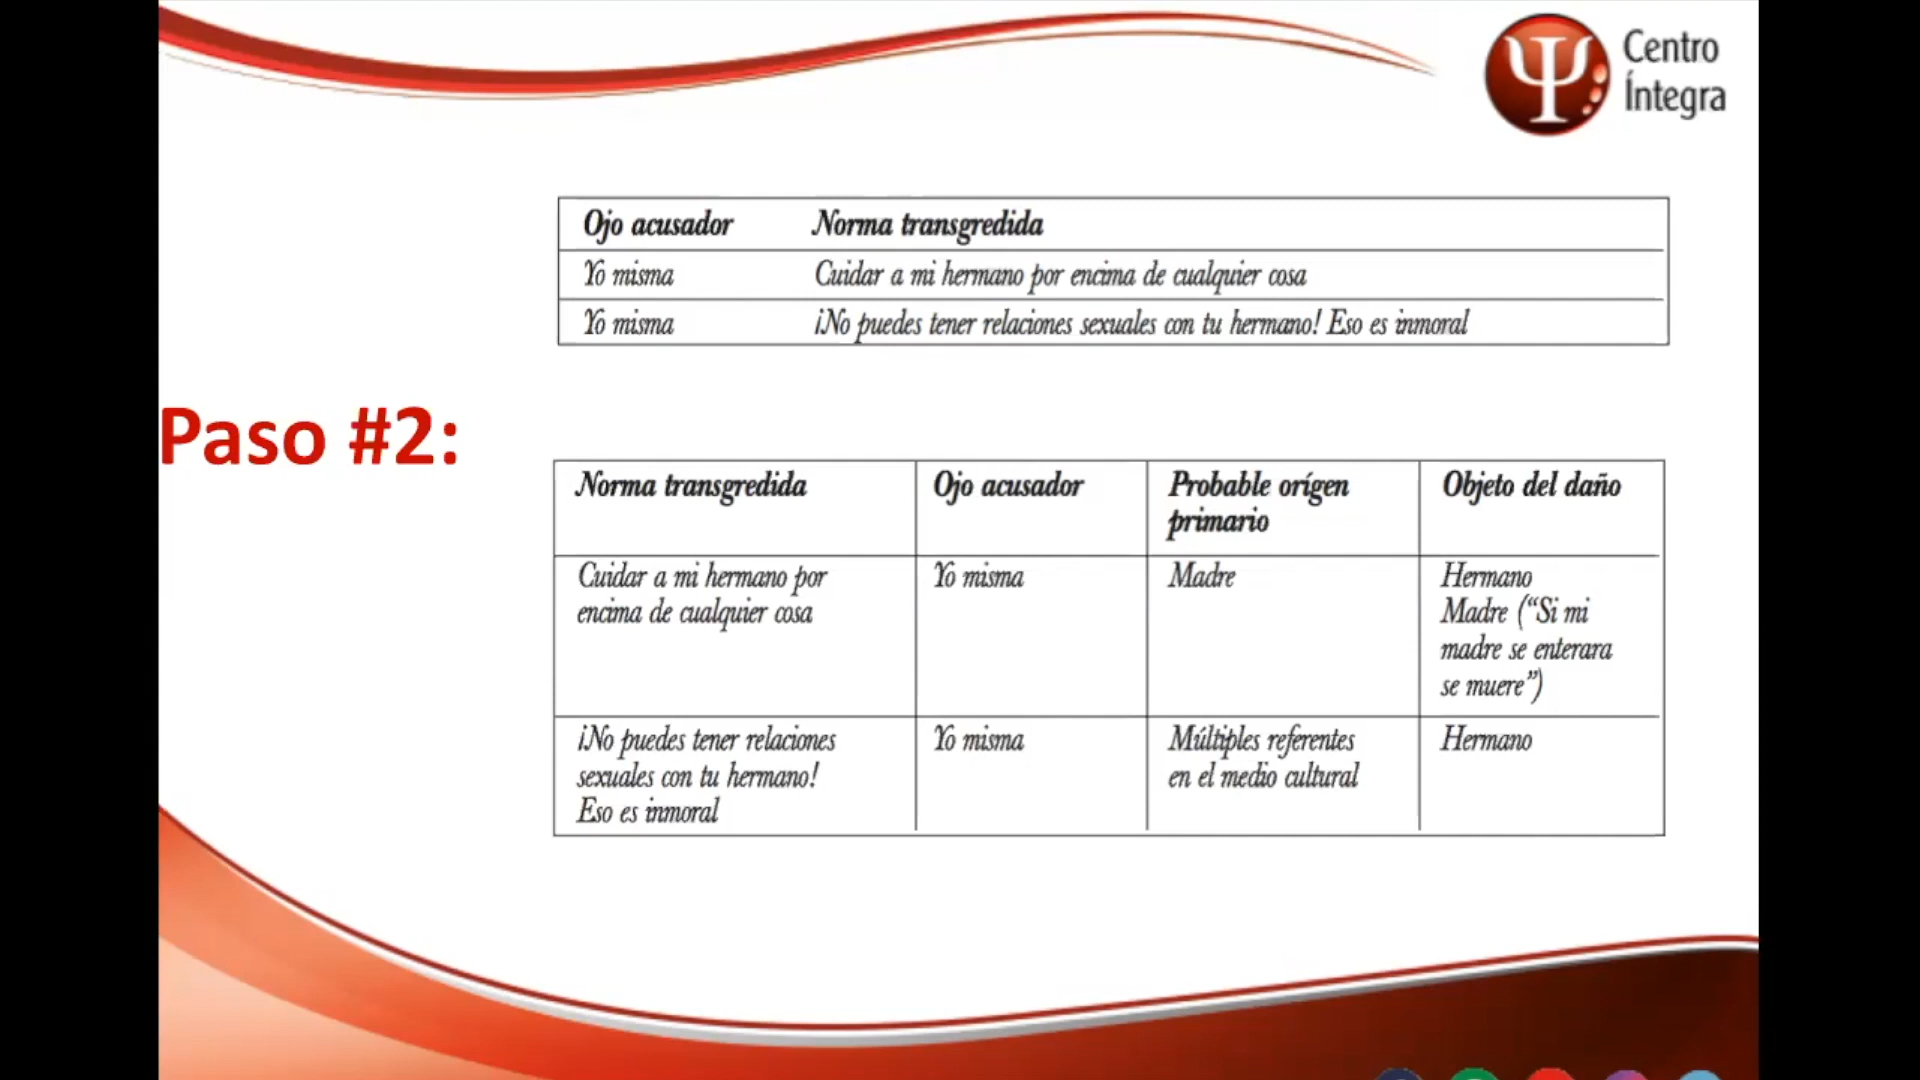 Centro
Íntegra
Ojo acusador Norma transgredida
Yo misma Cuidar a mi hermano por encima de cualquier cosa
Yo misma ¡No puedes tener relaciones sexuales con tu hermano! Eso es inmoral
Paso #2:
Norma transgredida Ojo acusador Probable orígen Objeto del daño
primario
Cuidar a mi hermano por Yo misma Madre Hermano
encima de cualquier cosa Madre (“Si mi
madre se enterara
se muere”)
¡No puedes tener relaciones Yo misma Múltiples referentes Hermano
sexuales con tu hermano! en el medio cultural
Eso es inmoral